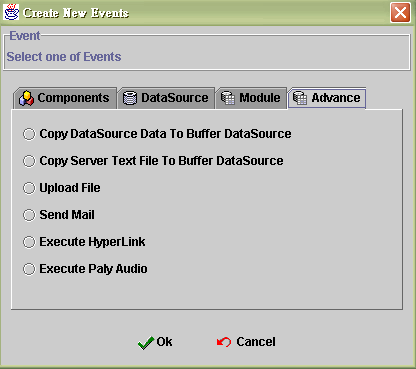 Create New Events
Event
Select one of Events
Components DataSource Module Advance
Copy DataSource Data To Buffer DataSource
Copy Server Text File To Buffer DataSource
Upload File
Send Mail
Execute HyperLink
Execute Paly Audio
Ok Cancel